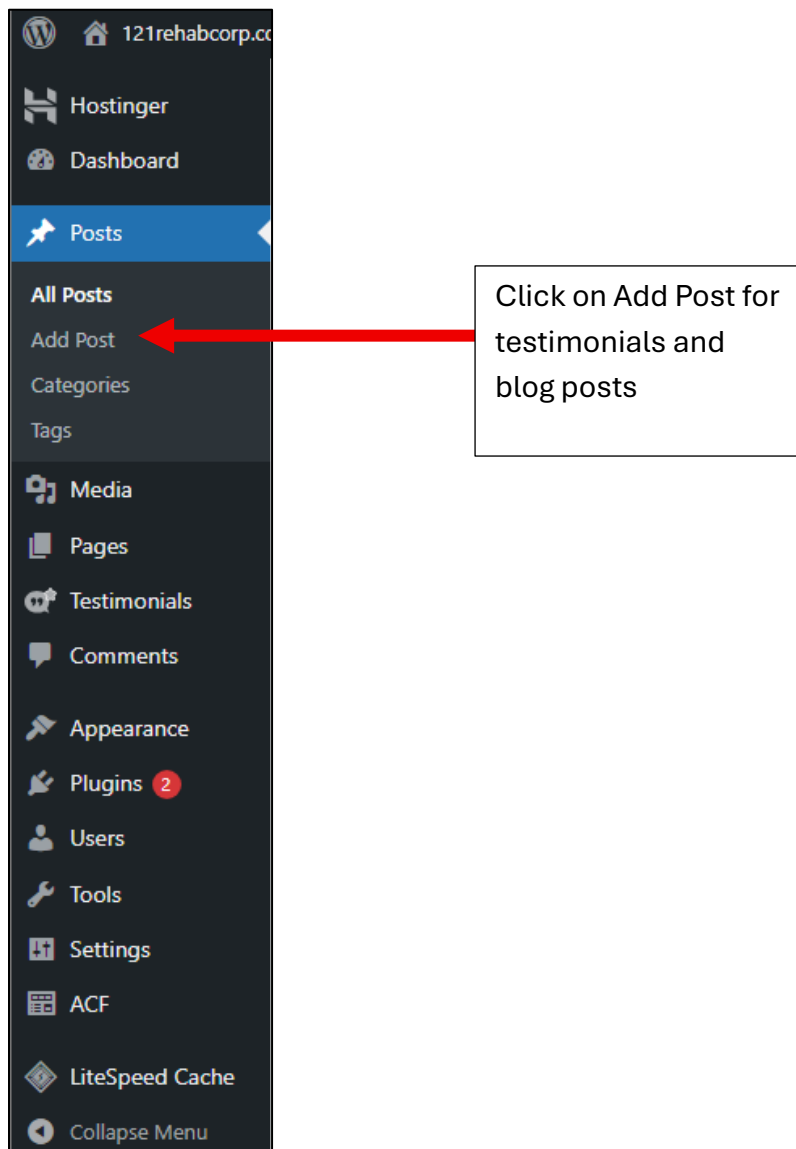 121rehabcorp.co
Hostinger
Dashboard
Posts
All Posts
Add Post
Categories
Tags
Media
Pages
Testimonials
Comments
Appearance
Plugins 2
Users
Tools
Settings
ACF
LiteSpeed Cache
Collapse Menu
Click on Add Post for
testimonials and
blog posts